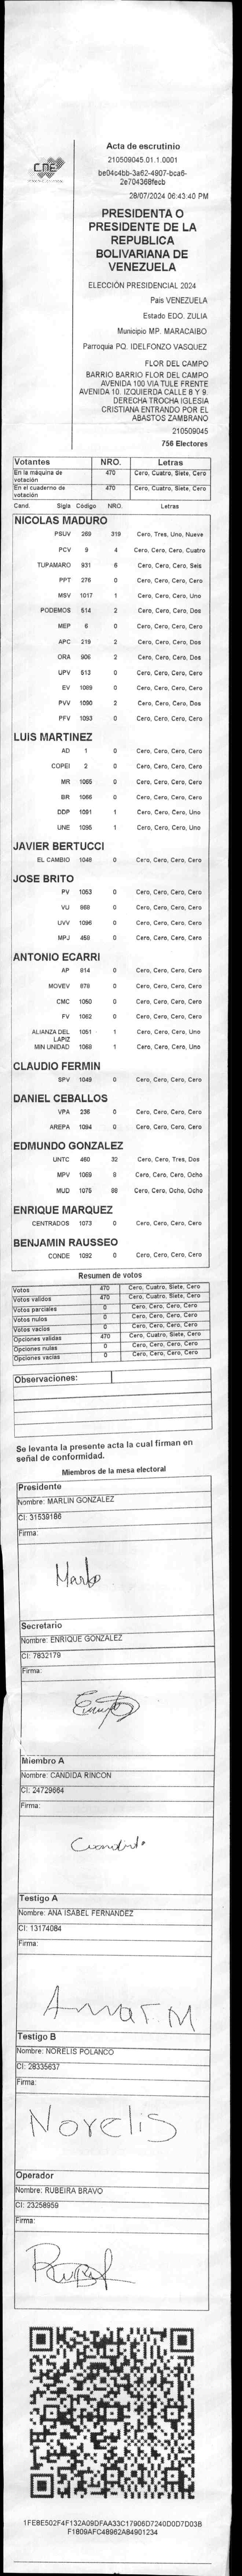 Acta de escrutinio
210509045.01.1.0001
be04c4bb-3a62-4907-bca6-
2e704368fecb
28/07/2024 06:43:40 PM
CNE
PRESIDENTA O
PRESIDENTE DE LA
REPUBLICA
BOLIVARIANA DE
VENEZUELA
ELECCIÓN PRESIDENCIAL 2024
País VENEZUELA
Estado EDO. ZULIA
Municipio MP. MARACAIBO
Parroquia PQ. IDELFONZO VASQUEZ
FLOR DEL CAMPO
BARRIO BARRIO FLOR DEL CAMPO
AVENIDA 100 VIA TULE FRENTE
AVENIDA 10. IZQUIERDA CALLE 8 Y 9.
DERECHA TROCHA IGLESIA
CRISTIANA ENTRANDO POR EL
ABASTOS ZAMBRANO
210509045
756 Electores
Votantes NRO. Letras
En la máquina de votación 470 Cero, Cuatro, Siete, Cero
En el cuaderno de votación 470 Cero, Cuatro, Siete, Cero
Cand. Sigla Código NRO. Letras
NICOLAS MADURO
PSUV 269 319 Cero, Tres, Uno, Nueve
PCV 9 4 Cero, Cero, Cero, Cuatro
TUPAMARO 931 6 Cero, Cero, Cero, Seis
PPT 276 0 Cero, Cero, Cero, Cero
MSV 1017 1 Cero, Cero, Cero, Uno
PODEMOS 514 2 Cero, Cero, Cero, Dos
MEP 6 0 Cero, Cero, Cero, Cero
APC 219 2 Cero, Cero, Cero, Dos
ORA 906 2 Cero, Cero, Cero, Dos
UPV 513 0 Cero, Cero, Cero, Cero
EV 1089 0 Cero, Cero, Cero, Cero
PVV 1090 2 Cero, Cero, Cero, Dos
PFV 1093 0 Cero, Cero, Cero, Cero
LUIS MARTINEZ
AD 1 0 Cero, Cero, Cero, Cero
COPEI 2 0 Cero, Cero, Cero, Cero
MR 1065 0 Cero, Cero, Cero, Cero
BR 1066 0 Cero, Cero, Cero, Cero
DDP 1091 1 Cero, Cero, Cero, Uno
UNE 1095 1 Cero, Cero, Cero, Uno
JAVIER BERTUCCI
EL CAMBIO 1048 0 Cero, Cero, Cero, Cero
JOSE BRITO
PV 1053 0 Cero, Cero, Cero, Cero
VU 868 0 Cero, Cero, Cero, Cero
UVV 1096 0 Cero, Cero, Cero, Cero
MPJ 458 0 Cero, Cero, Cero, Cero
ANTONIO ECARRI
AP 814 0 Cero, Cero, Cero, Cero
MOVEV 878 0 Cero, Cero, Cero, Cero
CMC 1050 0 Cero, Cero, Cero, Cero
FV 1062 0 Cero, Cero, Cero, Cero
ALIANZA DEL LAPIZ 1051 1 Cero, Cero, Cero, Uno
MIN UNIDAD 1068 1 Cero, Cero, Cero, Uno
CLAUDIO FERMIN
SPV 1049 0 Cero, Cero, Cero, Cero
DANIEL CEBALLOS
VPA 236 0 Cero, Cero, Cero, Cero
AREPA 1094 0 Cero, Cero, Cero, Cero
EDMUNDO GONZALEZ
UNTC 460 32 Cero, Cero, Tres, Dos
MPV 1069 8 Cero, Cero, Cero, Ocho
MUD 1075 88 Cero, Cero, Ocho, Ocho
ENRIQUE MARQUEZ
CENTRADOS 1073 0 Cero, Cero, Cero, Cero
BENJAMIN RAUSSEO
CONDE 1092 0 Cero, Cero, Cero, Cero
Resumen de votos
Votos 470 Cero, Cuatro, Siete, Cero
Votos validos 470 Cero, Cuatro, Siete, Cero
Votos parciales 0 Cero, Cero, Cero, Cero
Votos nulos 0 Cero, Cero, Cero, Cero
Votos vacios 0 Cero, Cero, Cero, Cero
Opciones validas 470 Cero, Cuatro, Siete, Cero
Opciones nulas 0 Cero, Cero, Cero, Cero
Opciones vacias 0 Cero, Cero, Cero, Cero
Observaciones:
Se levanta la presente acta la cual firman en
señal de conformidad.
Miembros de la mesa electoral
Presidente
Nombre: MARLIN GONZALEZ
CI: 31539186
Firma:
Secretario
Nombre: ENRIQUE GONZALEZ
CI: 7832179
Firma:
Miembro A
Nombre: CANDIDA RINCON
CI: 24729664
Firma:
Testigo A
Nombre: ANA ISABEL FERNANDEZ
CI: 13174084
Firma:
Testigo B
Nombre: NORELIS POLANCO
CI: 28335637
Firma:
Norelis
Operador
Nombre: RUBEIRA BRAVO
CI: 23258959
Firma:
1FE8E502F4F132A09DFAA33C17906D7240D0D7D03B
F1809AFC48962A84901234